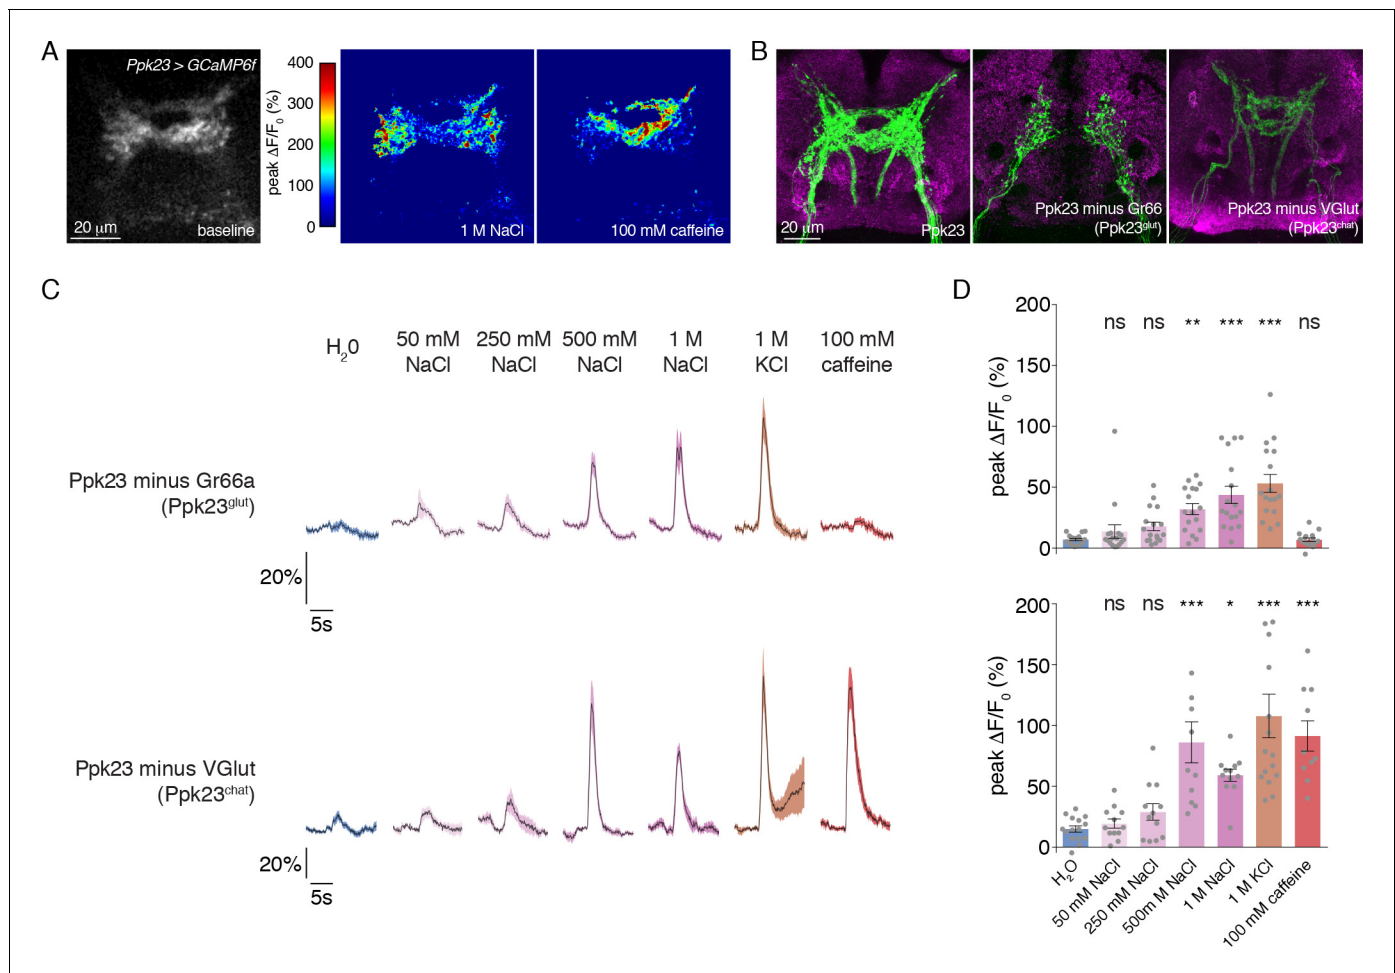 A
Ppk23 > GCaMP6f
20 µm
baseline
400
300
200
100
0
peak ΔF/F0 (%)
1 M NaCl
100 mM caffeine
B
20 µm
Ppk23
Ppk23 minus Gr66
(Ppk23glut)
Ppk23 minus VGlut
(Ppk23chat)
C
H20
50 mM
NaCl
250 mM
NaCl
500 mM
NaCl
1 M
NaCl
1 M
KCl
100 mM
caffeine
Ppk23 minus Gr66a
(Ppk23glut)
20%
5s
Ppk23 minus VGlut
(Ppk23chat)
20%
5s
D
200
150
100
50
0
peak ΔF/F0 (%)
ns ns ** *** *** ns
200
150
100
50
0
peak ΔF/F0 (%)
ns ns *** * *** ***
H2O
50 mM NaCl
250 mM NaCl
500m M NaCl
1 M NaCl
1 M KCl
100 mM caffeine